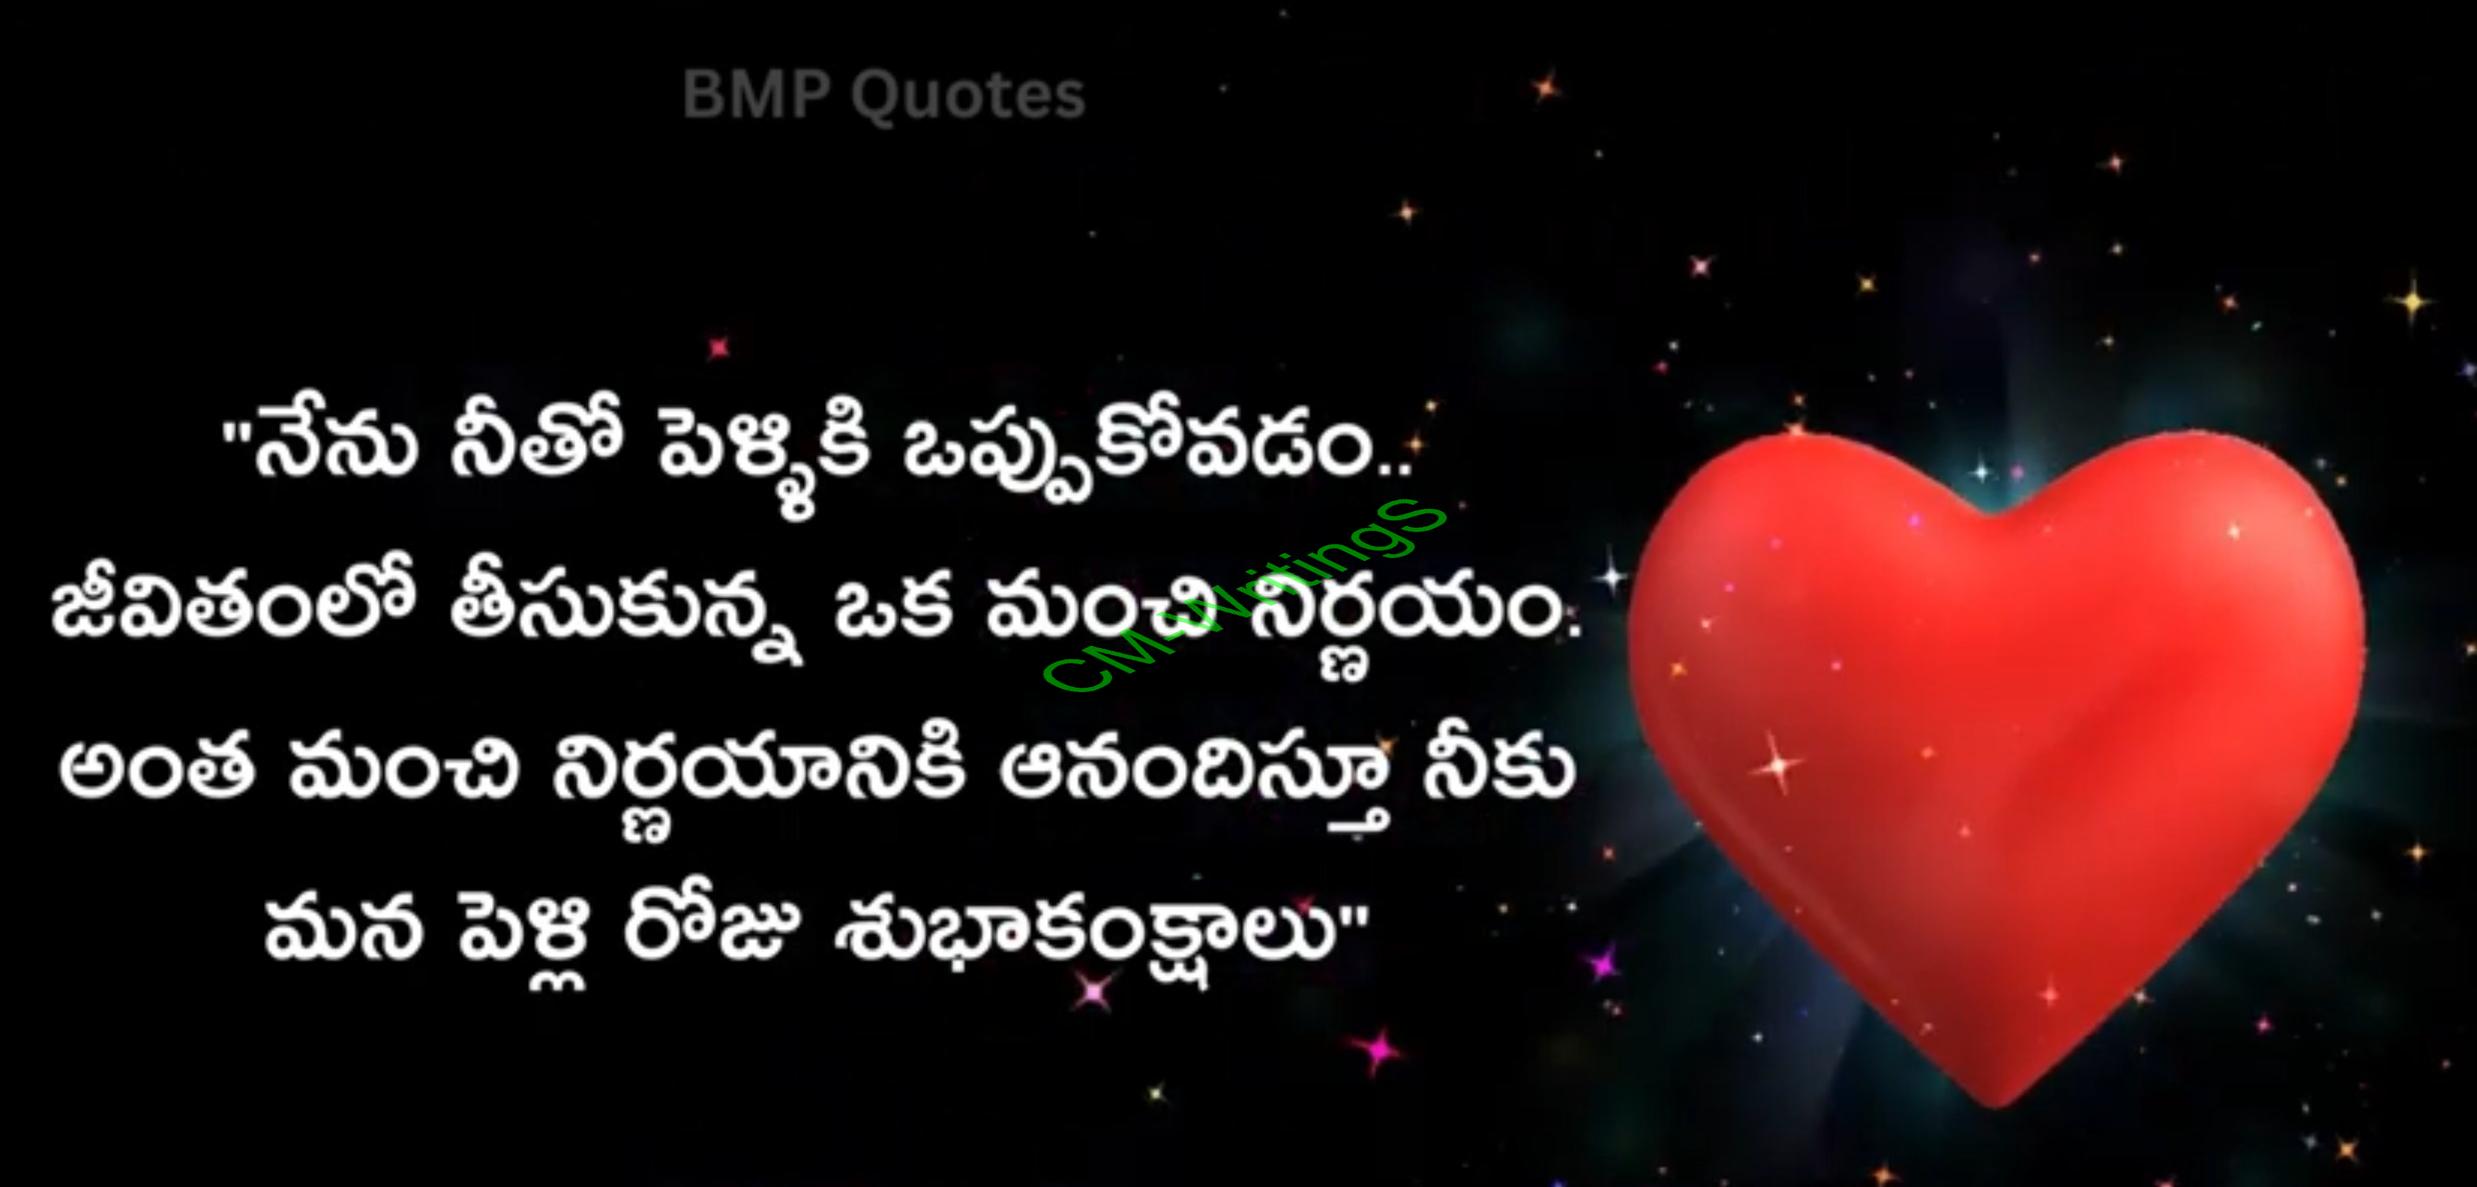 BMP Quotes
"నేను నీతో పెళ్ళికి ఒప్పుకోవడం..
జీవితంలో తీసుకున్న ఒక మంచి నిర్ణయం.
CM-WritingS
అంత మంచి నిర్ణయానికి ఆనందిస్తూ నీకు
మన పెళ్లి రోజు శుభాకంక్షాలు"